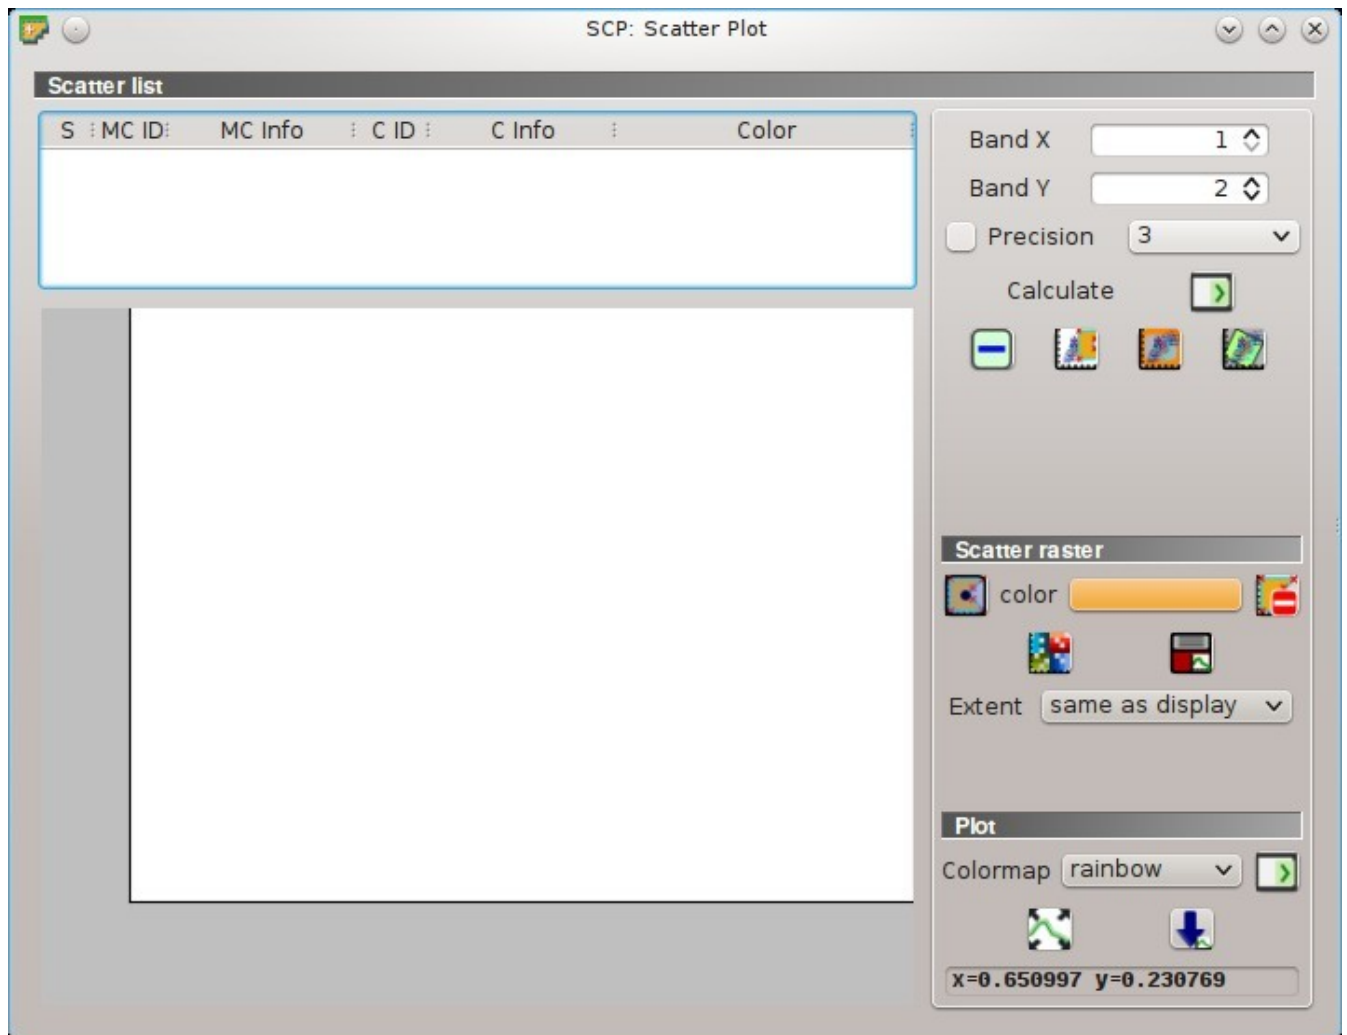 SCP: Scatter Plot
Scatter list
S MC ID MC Info C ID C Info Color
Band X 1
Band Y 2
Precision 3
Calculate
Scatter raster
color
Extent same as display
Plot
Colormap rainbow
x=0.650997 y=0.230769